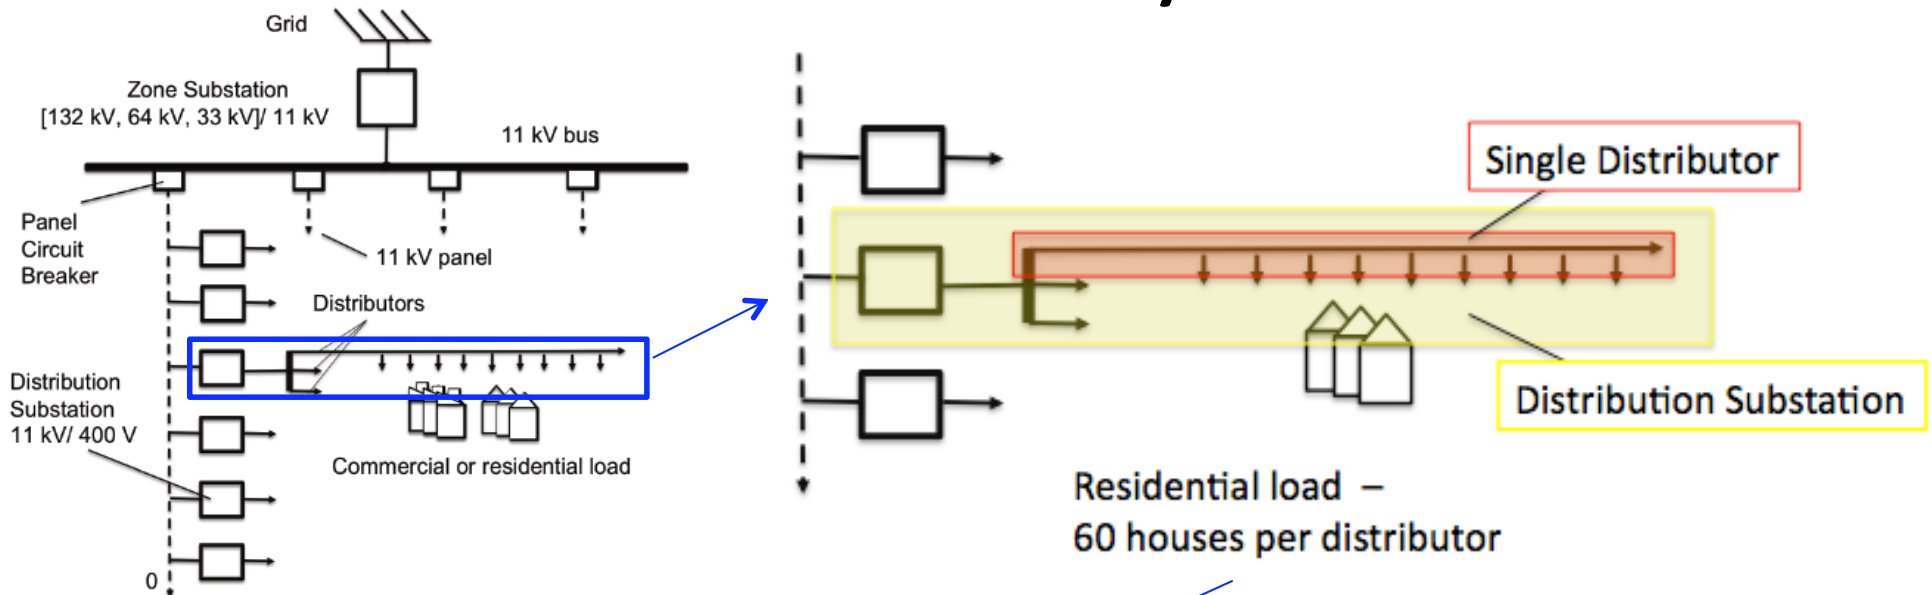 Grid
Zone Substation
[132 kV, 64 kV, 33 kV]/ 11 kV
11 kV bus
Panel
Circuit
Breaker
11 kV panel
Distributors
Distribution
Substation
11 kV/ 400 V
Commercial or residential load
0
Single Distributor
Distribution Substation
Residential load –
60 houses per distributor